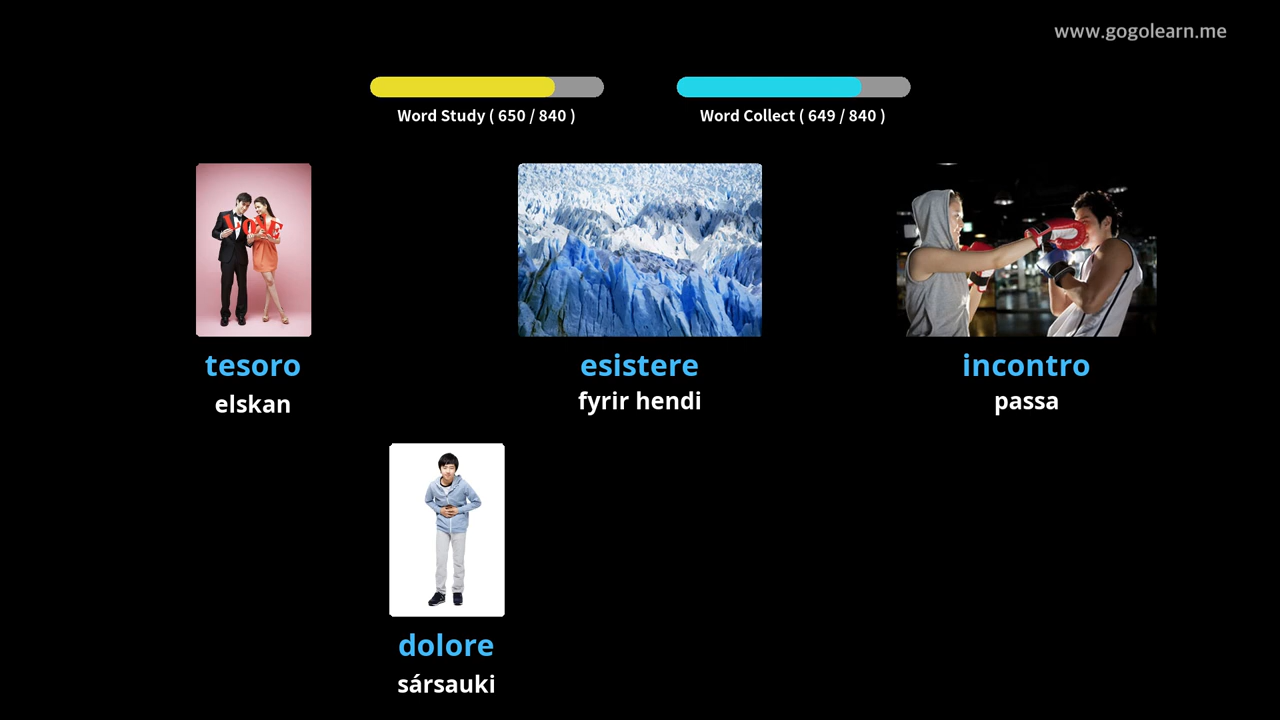 www.gogolearn.me
Word Study ( 650 / 840 )
Word Collect ( 649 / 840 )
LOVE
tesoro
elskan
esistere
fyrir hendi
incontro
passa
dolore
sársauki